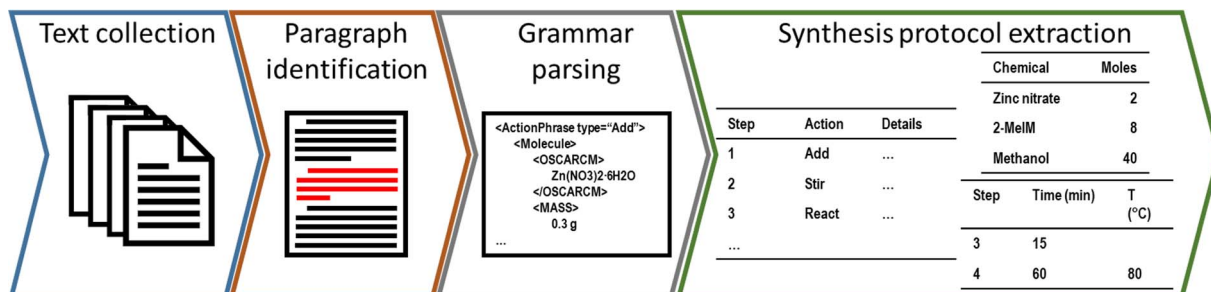 Text collection
Paragraph
identification
Grammar
parsing
<ActionPhrase type=“Add”>
<Molecule>
<OSCARCM>
Zn(NO3)2·6H2O
</OSCARCM>
<MASS>
0.3 g
...
Synthesis protocol extraction
Step Action Details
1 Add ...
2 Stir ...
3 React ...
...
Chemical Moles
Zinc nitrate 2
2-MeIM 8
Methanol 40
Step Time (min) T
(°C)
3 15
4 60 80